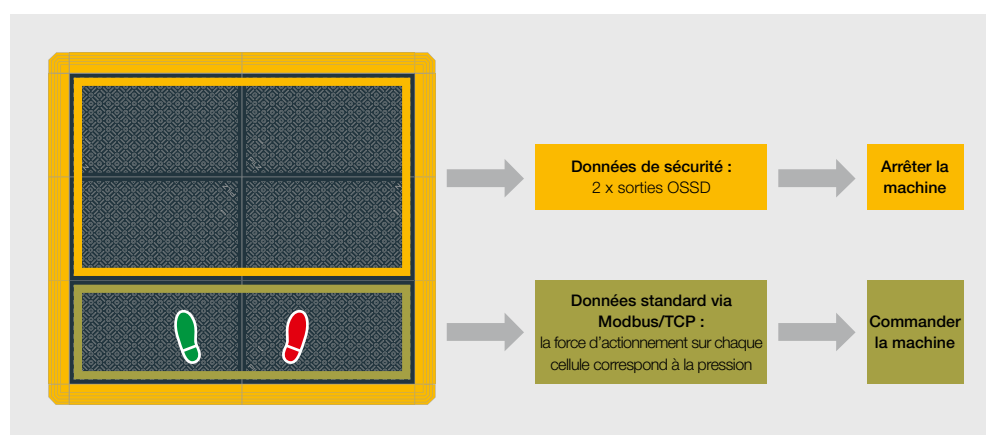 Données de sécurité :
2 x sorties OSSD
Arrêter la
machine
Données standard via
Modbus/TCP :
la force d’actionnement sur chaque
cellule correspond à la pression
Commander
la machine